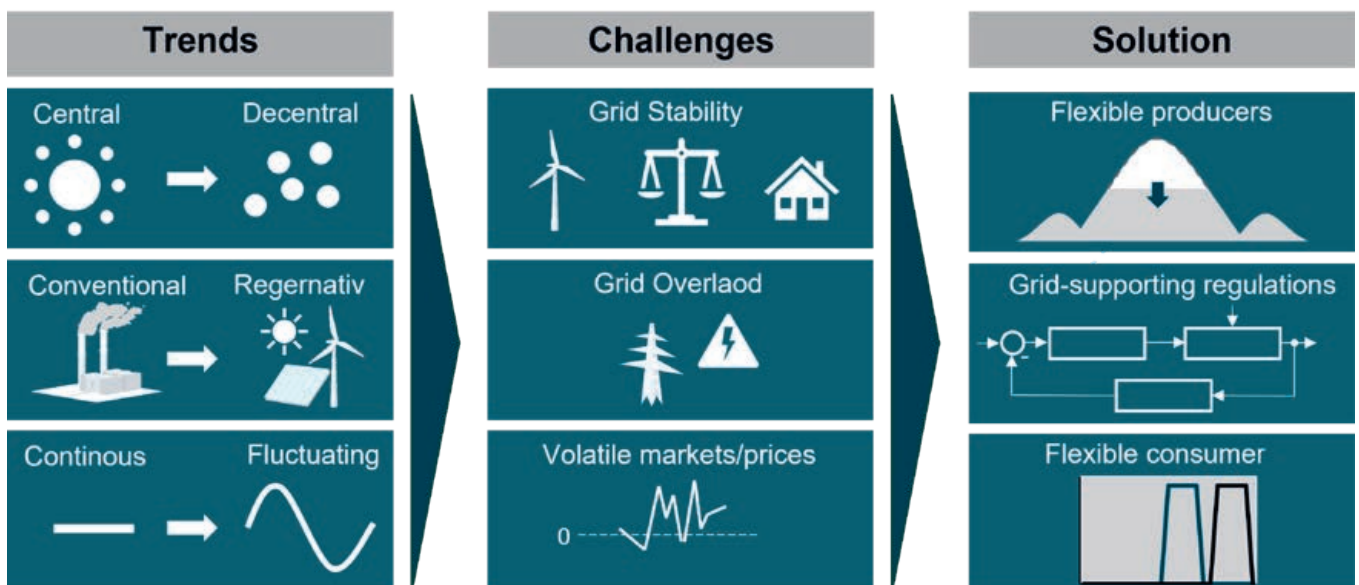 Trends
Challenges
Solution
Central
Decentral
Conventional
Regernativ
Continous
Fluctuating
Grid Stability
Grid Overlaod
Volatile markets/prices
0
Flexible producers
Grid-supporting regulations
-
Flexible consumer